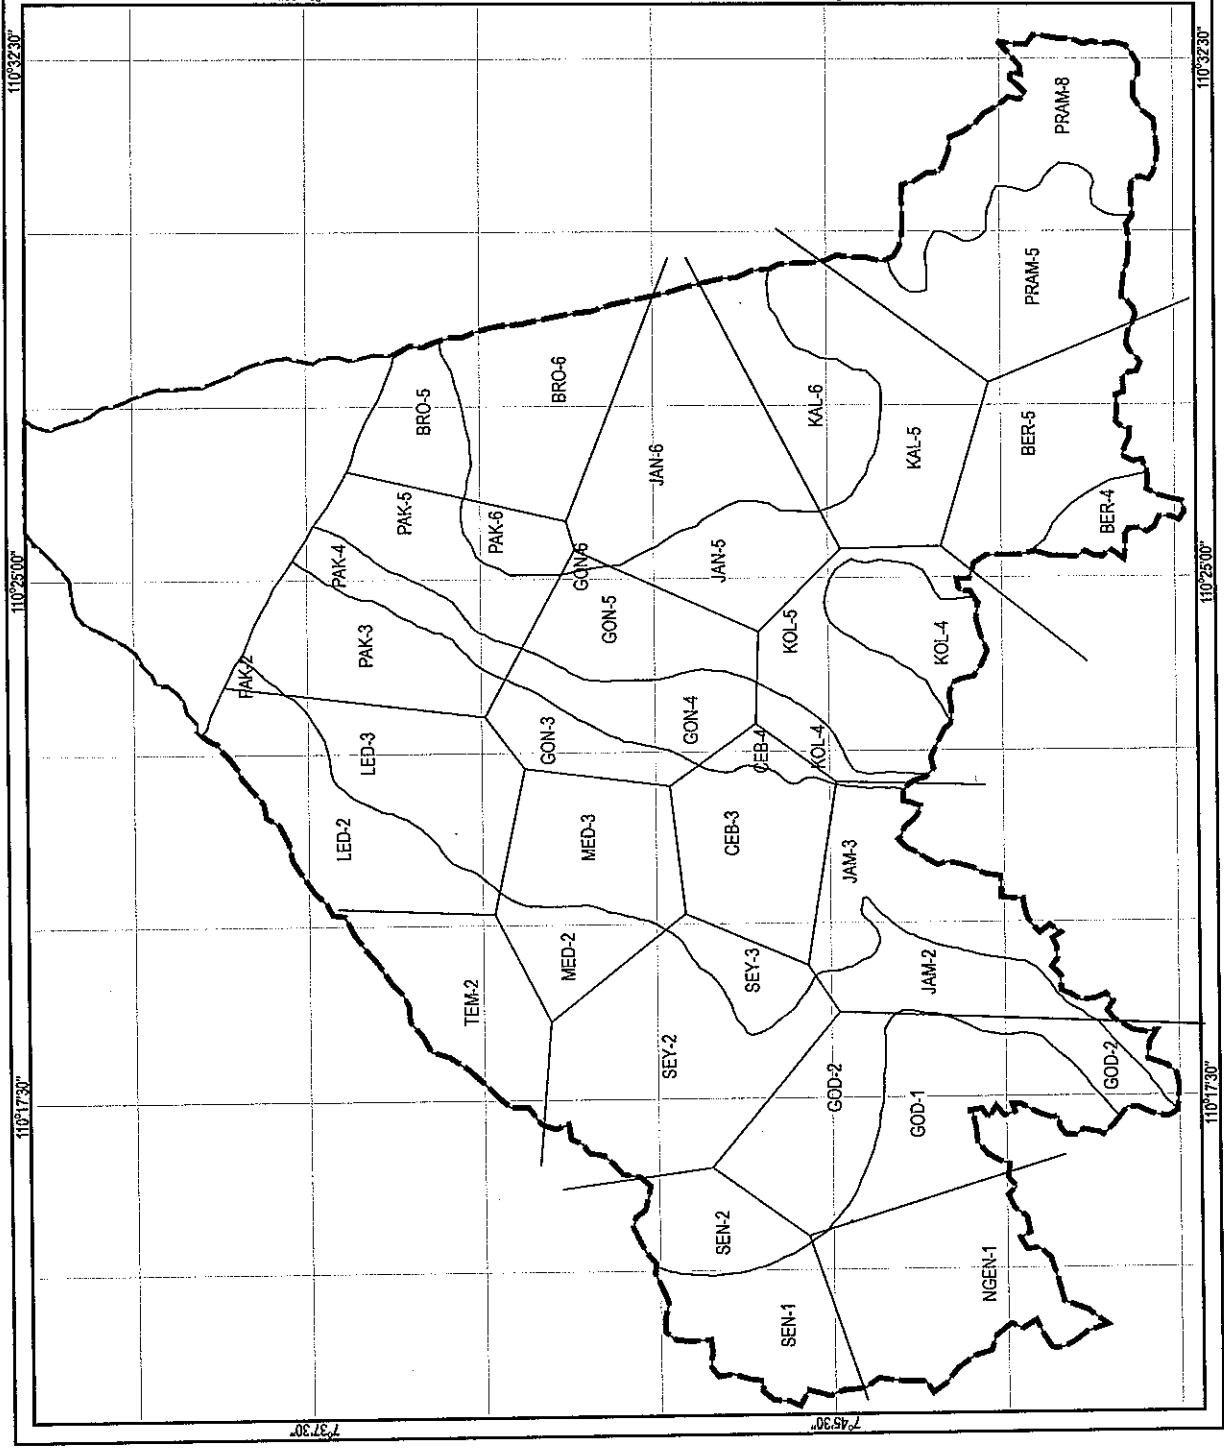 110°17'30" 110°25'00" 110°32'30"
PAK-2
7°37'30"
LED-2
PAK-4
LED-3
PAK-3
PAK-5
BRO-5
TEM-2
PAK-6
GON-3
BRO-6
MED-2
GON-6
MED-3
GON-5
JAN-6
SEY-2
GON-4
SEN-2
JAN-5
CEB-3
SEY-3
CEB-4
SEN-1
KOL-5
KOL-4
KAL-6
7°45'30"
GOD-2
JAM-3
GOD-1
KAL-5
JAM-2
KOL-4
NGEN-1
BER-5
PRAM-5
PRAM-8
GOD-2
BER-4
110°17'30" 110°25'00" 110°32'30"